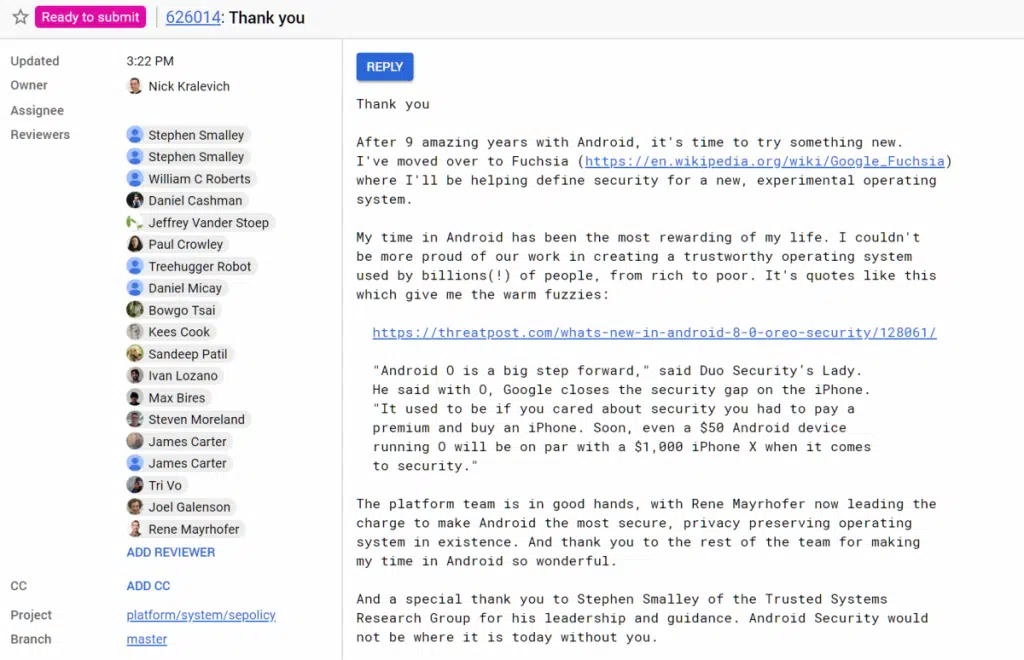 Ready to submit 626014: Thank you
Updated 3:22 PM
Owner Nick Kralevich
Assignee
Reviewers Stephen Smalley
Stephen Smalley
William C Roberts
Daniel Cashman
Jeffrey Vander Stoep
Paul Crowley
Treehugger Robot
Daniel Micay
Bowgo Tsai
Kees Cook
Sandeep Patil
Ivan Lozano
Max Bires
Steven Moreland
James Carter
James Carter
Tri Vo
Joel Galenson
Rene Mayrhofer
ADD REVIEWER
CC ADD CC
Project platform/system/sepolicy
Branch master
REPLY
Thank you
After 9 amazing years with Android, it's time to try something new.
I've moved over to Fuchsia (https://en.wikipedia.org/wiki/Google_Fuchsia)
where I'll be helping define security for a new, experimental operating
system.
My time in Android has been the most rewarding of my life. I couldn't
be more proud of our work in creating a trustworthy operating system
used by billions(!) of people, from rich to poor. It's quotes like this
which give me the warm fuzzies:
https://threatpost.com/whats-new-in-android-8-0-oreo-security/128061/
"Android O is a big step forward," said Duo Security’s Lady.
He said with O, Google closes the security gap on the iPhone.
"It used to be if you cared about security you had to pay a
premium and buy an iPhone. Soon, even a $50 Android device
running O will be on par with a $1,000 iPhone X when it comes
to security."
The platform team is in good hands, with Rene Mayrhofer now leading the
charge to make Android the most secure, privacy preserving operating
system in existence. And thank you to the rest of the team for making
my time in Android so wonderful.
And a special thank you to Stephen Smalley of the Trusted Systems
Research Group for his leadership and guidance. Android Security would
not be where it is today without you.